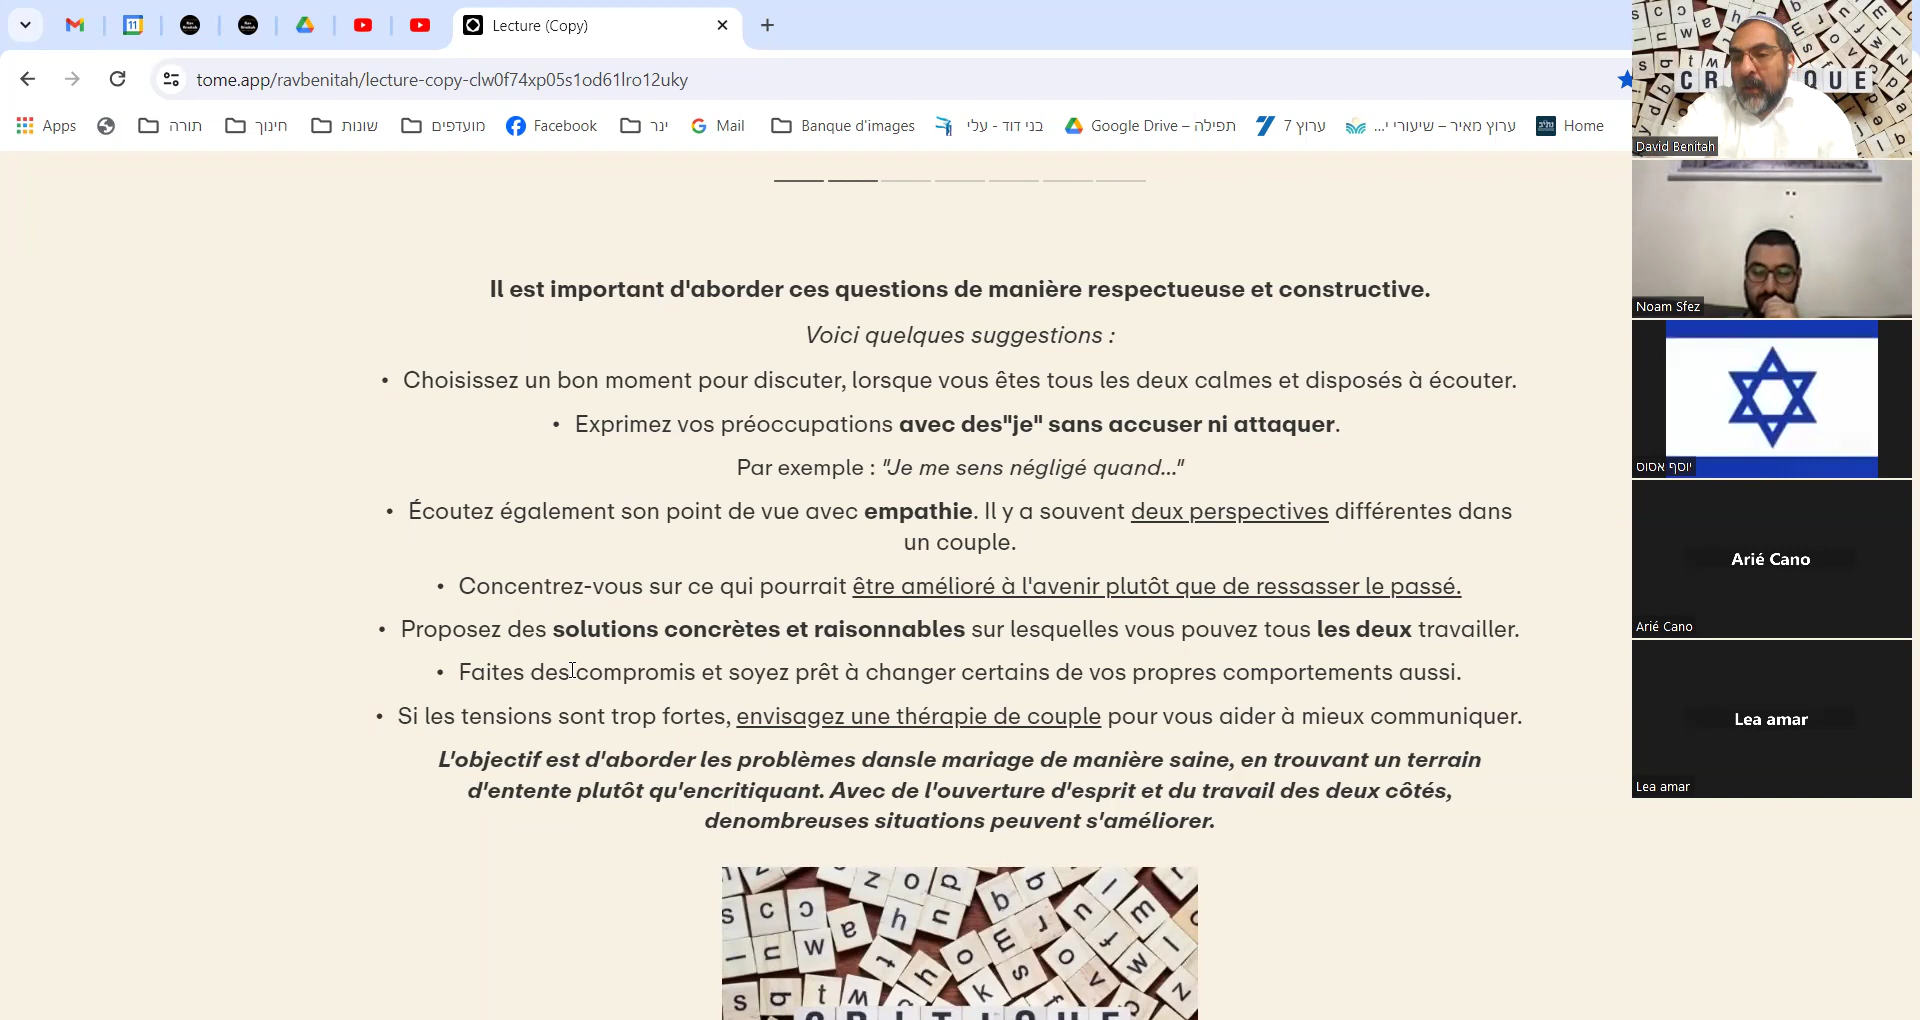 Lecture (Copy)
tome.app/ravbenitah/lecture-copy-clw0f74xp05s1od61lro12uky
Apps
תורה
חינוך
שונות
מועדפים
Facebook
ינר
Mail
Banque d'images
בני דוד - עלי
תפילה – Google Drive
ערוץ 7
ערוץ מאיר – שיעורי י...
Home
Il est important d'aborder ces questions de manière respectueuse et constructive.
Voici quelques suggestions :
• Choisissez un bon moment pour discuter, lorsque vous êtes tous les deux calmes et disposés à écouter.
• Exprimez vos préoccupations avec des"je" sans accuser ni attaquer.
Par exemple : "Je me sens négligé quand..."
• Écoutez également son point de vue avec empathie. Il y a souvent deux perspectives différentes dans
un couple.
• Concentrez-vous sur ce qui pourrait être amélioré à l'avenir plutôt que de ressasser le passé.
• Proposez des solutions concrètes et raisonnables sur lesquelles vous pouvez tous les deux travailler.
• Faites des compromis et soyez prêt à changer certains de vos propres comportements aussi.
• Si les tensions sont trop fortes, envisagez une thérapie de couple pour vous aider à mieux communiquer.
L'objectif est d'aborder les problèmes dansle mariage de manière saine, en trouvant un terrain
d'entente plutôt qu'encritiquant. Avec de l'ouverture d'esprit et du travail des deux côtés,
denombreuses situations peuvent s'améliorer.
CRITIQUE
David Benitah
Noam Sfez
יוסף אסוס
Arié Cano
Arié Cano
Lea amar
Lea amar